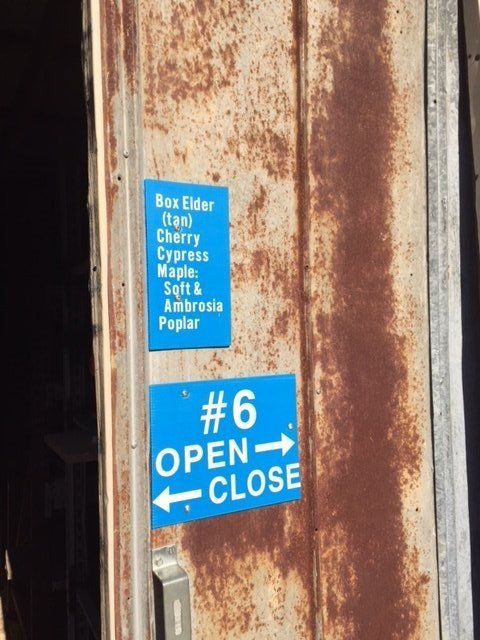 Box Elder
(tan)
Cherry
Cypress
Maple:
Soft &
Ambrosia
Poplar
#6
OPEN →
← CLOSE